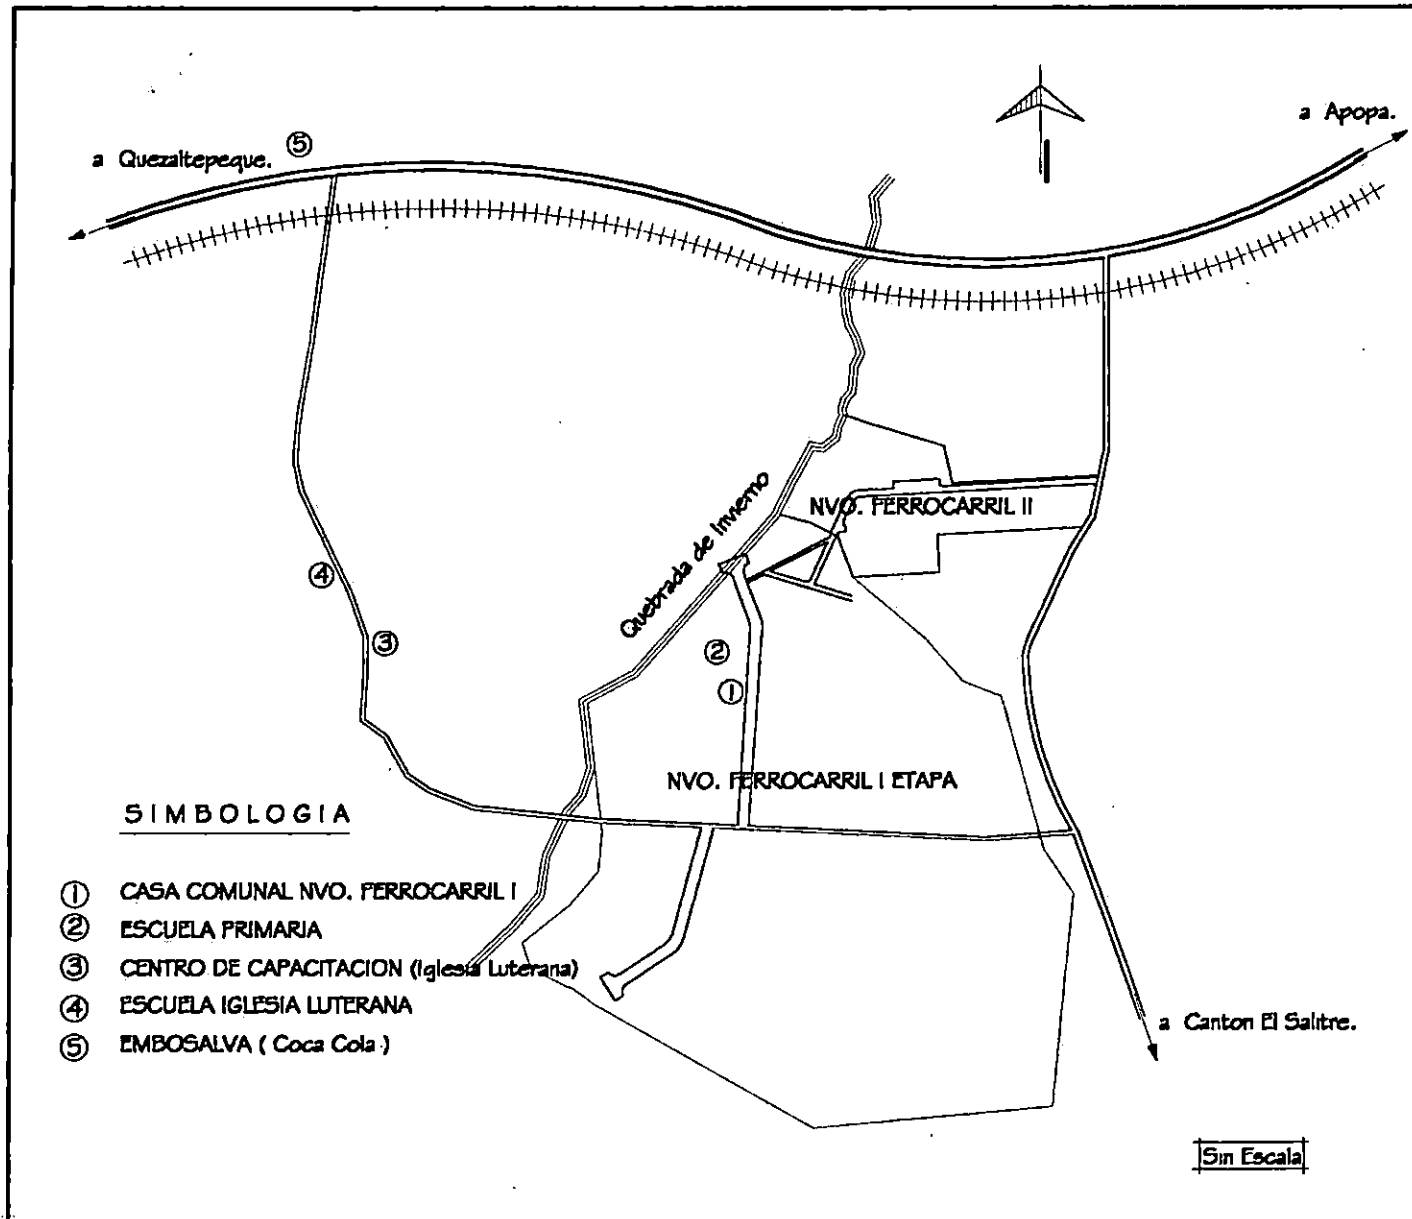 a Apopa.
⑤
a Quezaltepeque.
Quebrada de Invierno
NVO. FERROCARRIL II
④
③
②
①
NVO. FERROCARRIL I ETAPA
SIMBOLOGIA
① CASA COMUNAL NVO. FERROCARRIL I
② ESCUELA PRIMARIA
③ CENTRO DE CAPACITACION (Iglesia Luterana)
④ ESCUELA IGLESIA LUTERANA
⑤ EMBOSALVA ( Coca Cola )
a Canton El Salitre.
Sin Escala